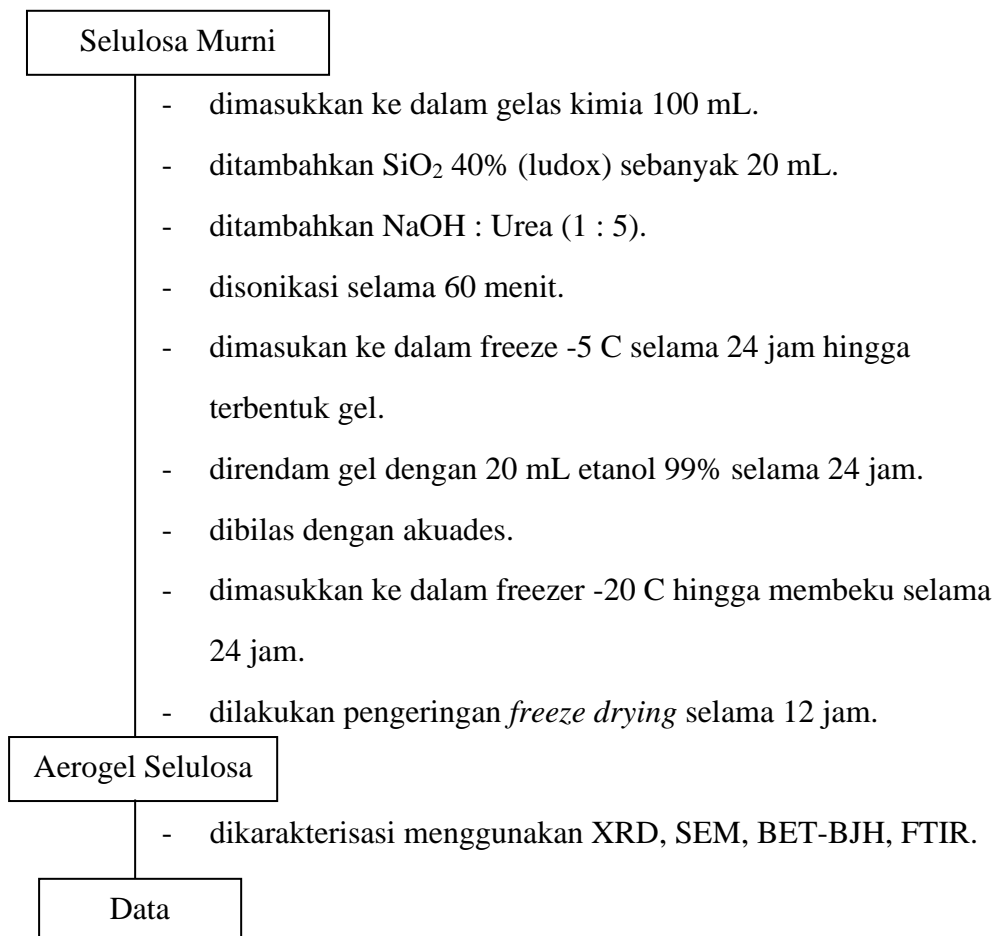 Selulosa Murni
- dimasukkan ke dalam gelas kimia 100 mL.
- ditambahkan SiO₂ 40% (ludox) sebanyak 20 mL.
- ditambahkan NaOH : Urea (1 : 5).
- disonikasi selama 60 menit.
- dimasukan ke dalam freeze -5 C selama 24 jam hingga
terbentuk gel.
- direndam gel dengan 20 mL etanol 99% selama 24 jam.
- dibilas dengan akuades.
- dimasukkan ke dalam freezer -20 C hingga membeku selama
24 jam.
- dilakukan pengeringan freeze drying selama 12 jam.
Aerogel Selulosa
- dikarakterisasi menggunakan XRD, SEM, BET-BJH, FTIR.
Data